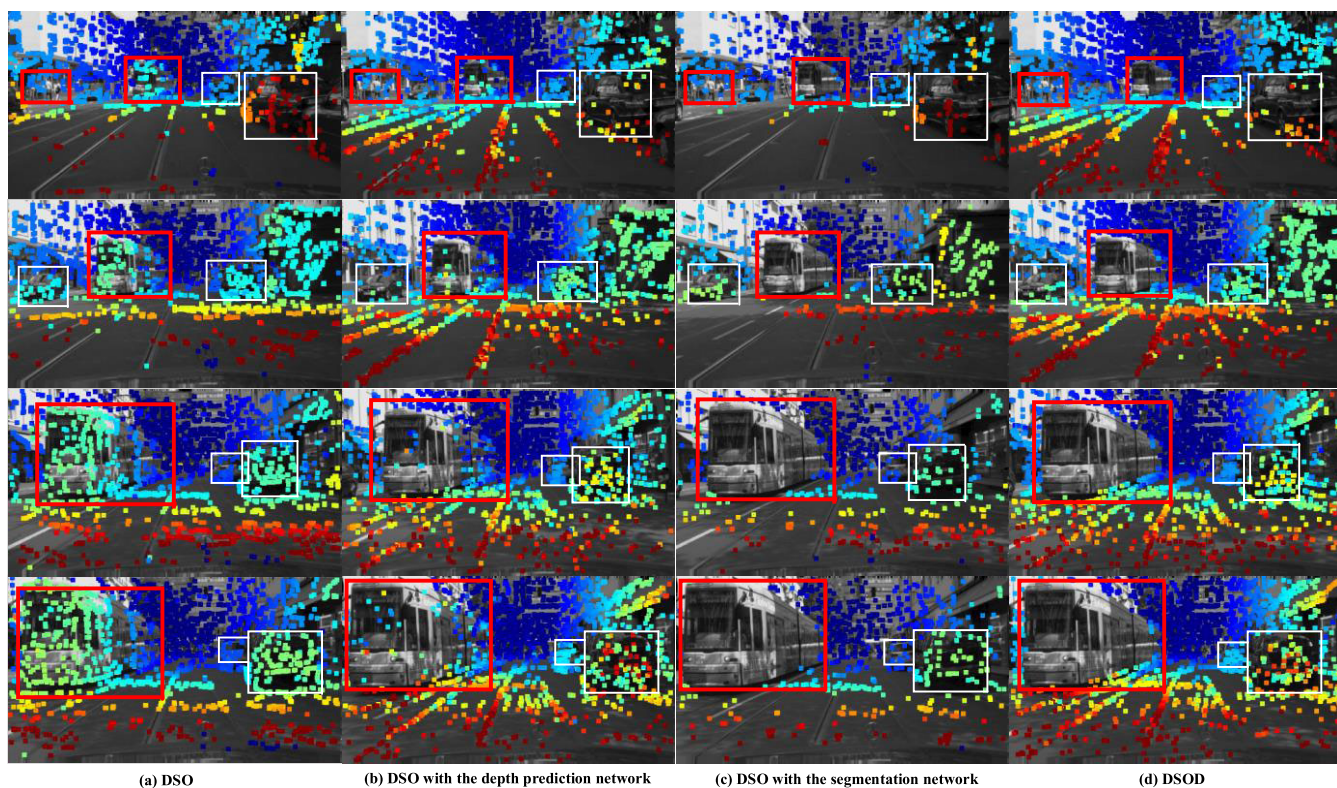 (a) DSO
(b) DSO with the depth prediction network
(c) DSO with the segmentation network
(d) DSOD